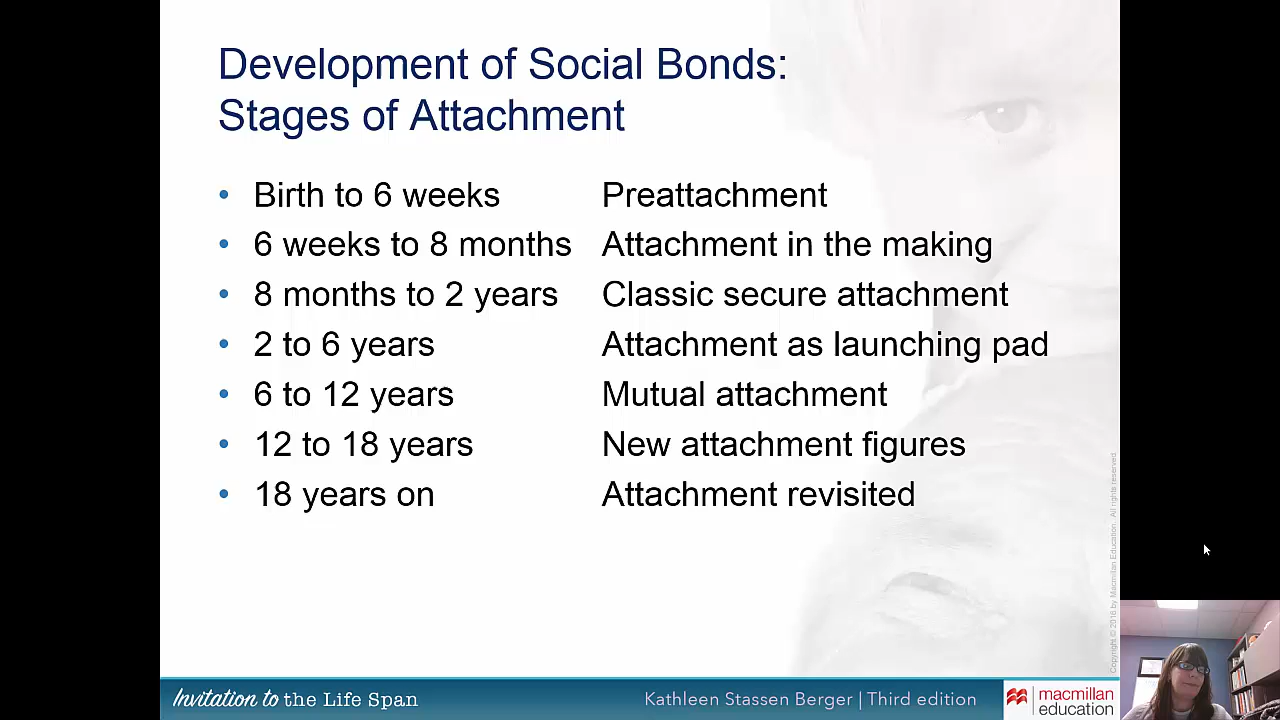 Development of Social Bonds:
Stages of Attachment
• Birth to 6 weeks Preattachment
• 6 weeks to 8 months Attachment in the making
• 8 months to 2 years Classic secure attachment
• 2 to 6 years Attachment as launching pad
• 6 to 12 years Mutual attachment
• 12 to 18 years New attachment figures
• 18 years on Attachment revisited
Copyright © 2016 by Macmillan Education. All rights reserved.
Invitation to the Life Span
Kathleen Stassen Berger | Third edition
macmillan
education